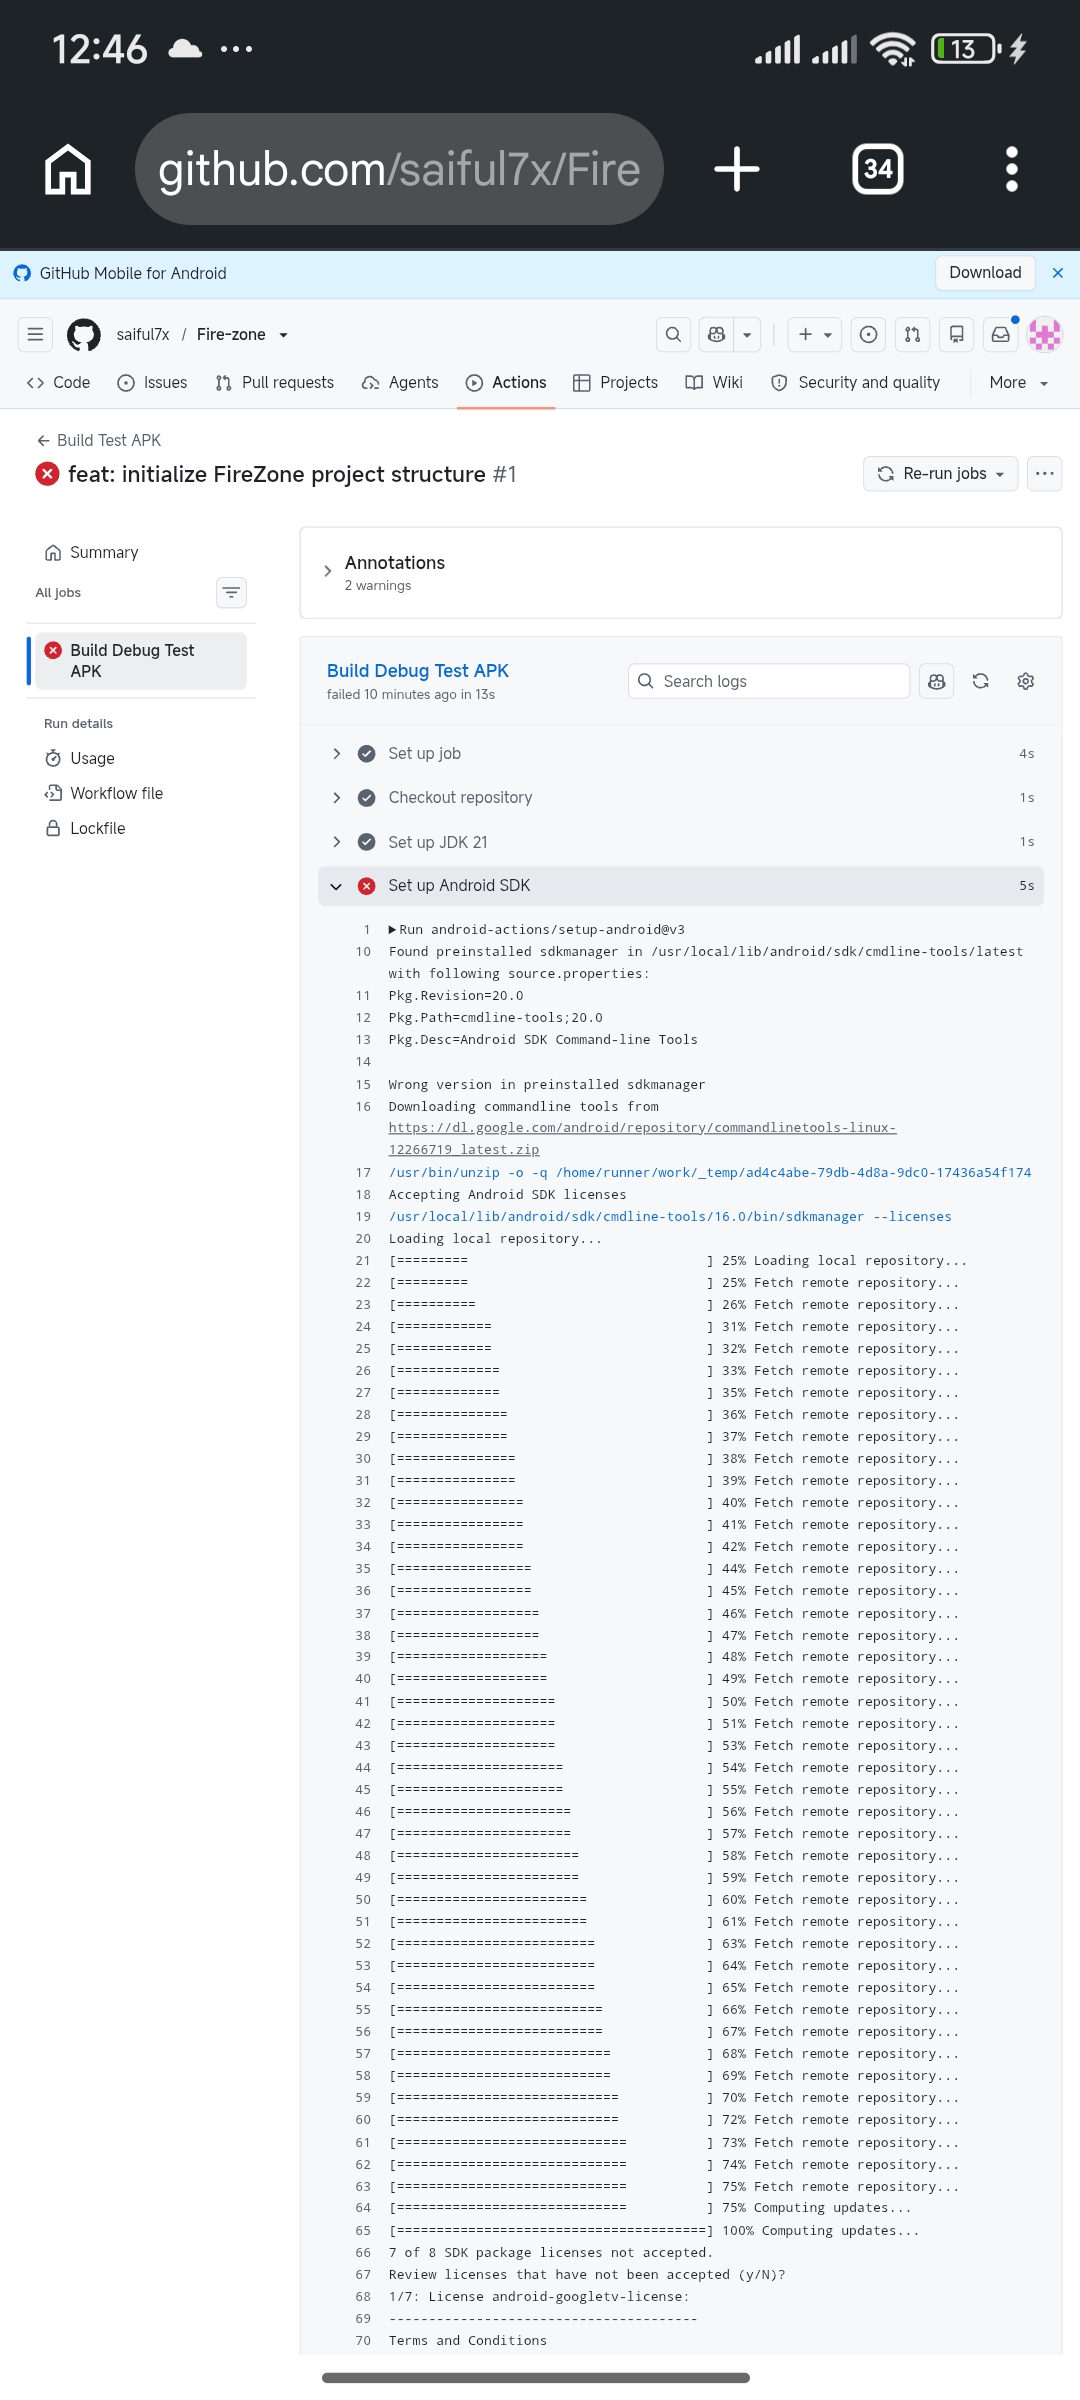 12:46
13
github.com/saiful7x/Fire
34
GitHub Mobile for Android
Download
saiful7x / Fire-zone
Code
Issues
Pull requests
Agents
Actions
Projects
Wiki
Security and quality
More
Build Test APK
feat: initialize FireZone project structure #1
Re-run jobs
Summary
All jobs
Build Debug Test
APK
Run details
Usage
Workflow file
Lockfile
Annotations
2 warnings
Build Debug Test APK
failed 10 minutes ago in 13s
Search logs
Set up job 4s
Checkout repository 1s
Set up JDK 21 1s
Set up Android SDK 5s
1 Run android-actions/setup-android@v3
10 Found preinstalled sdkmanager in /usr/local/lib/android/sdk/cmdline-tools/latest
with following source.properties:
11 Pkg.Revision=20.0
12 Pkg.Path=cmdline-tools;20.0
13 Pkg.Desc=Android SDK Command-line Tools
14
15 Wrong version in preinstalled sdkmanager
16 Downloading commandline tools from
https://dl.google.com/android/repository/commandlinetools-linux-
12266719_latest.zip
17 /usr/bin/unzip -o -q /home/runner/work/_temp/ad4c4abe-79db-4d8a-9dc0-17436a54f174
18 Accepting Android SDK licenses
19 /usr/local/lib/android/sdk/cmdline-tools/16.0/bin/sdkmanager --licenses
20 Loading local repository...
21 [========= ] 25% Loading local repository...
22 [========= ] 25% Fetch remote repository...
23 [========== ] 26% Fetch remote repository...
24 [============ ] 31% Fetch remote repository...
25 [============ ] 32% Fetch remote repository...
26 [============= ] 33% Fetch remote repository...
27 [============= ] 35% Fetch remote repository...
28 [============== ] 36% Fetch remote repository...
29 [============== ] 37% Fetch remote repository...
30 [=============== ] 38% Fetch remote repository...
31 [=============== ] 39% Fetch remote repository...
32 [================ ] 40% Fetch remote repository...
33 [================ ] 41% Fetch remote repository...
34 [================ ] 42% Fetch remote repository...
35 [================= ] 44% Fetch remote repository...
36 [================= ] 45% Fetch remote repository...
37 [================== ] 46% Fetch remote repository...
38 [================== ] 47% Fetch remote repository...
39 [=================== ] 48% Fetch remote repository...
40 [=================== ] 49% Fetch remote repository...
41 [==================== ] 50% Fetch remote repository...
42 [==================== ] 51% Fetch remote repository...
43 [==================== ] 53% Fetch remote repository...
44 [===================== ] 54% Fetch remote repository...
45 [===================== ] 55% Fetch remote repository...
46 [====================== ] 56% Fetch remote repository...
47 [====================== ] 57% Fetch remote repository...
48 [======================= ] 58% Fetch remote repository...
49 [======================= ] 59% Fetch remote repository...
50 [======================== ] 60% Fetch remote repository...
51 [======================== ] 61% Fetch remote repository...
52 [========================= ] 63% Fetch remote repository...
53 [========================= ] 64% Fetch remote repository...
54 [========================= ] 65% Fetch remote repository...
55 [========================== ] 66% Fetch remote repository...
56 [========================== ] 67% Fetch remote repository...
57 [=========================== ] 68% Fetch remote repository...
58 [=========================== ] 69% Fetch remote repository...
59 [============================ ] 70% Fetch remote repository...
60 [============================ ] 72% Fetch remote repository...
61 [============================= ] 73% Fetch remote repository...
62 [============================= ] 74% Fetch remote repository...
63 [============================= ] 75% Fetch remote repository...
64 [============================= ] 75% Computing updates...
65 [=======================================] 100% Computing updates...
66 7 of 8 SDK package licenses not accepted.
67 Review licenses that have not been accepted (y/N)?
68 1/7: License android-googletv-license:
69 ---------------------------------------
70 Terms and Conditions